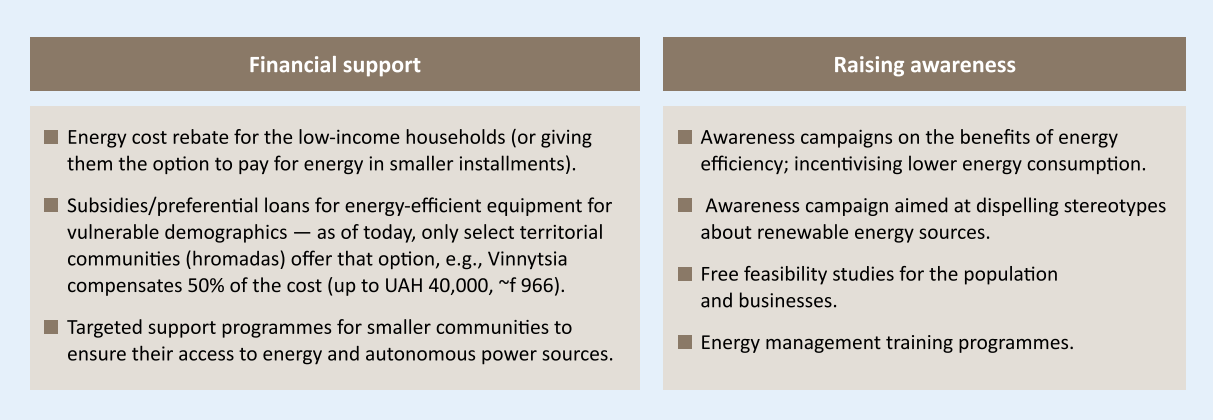 Financial support
Energy cost rebate for the low-income households (or giving
them the option to pay for energy in smaller installments).
Subsidies/preferential loans for energy-efficient equipment for
vulnerable demographics — as of today, only select territorial
communities (hromadas) offer that option, e.g., Vinnytsia
compensates 50% of the cost (up to UAH 40,000, ~f 966).
Targeted support programmes for smaller communities to
ensure their access to energy and autonomous power sources.
Raising awareness
Awareness campaigns on the benefits of energy
efficiency; incentivising lower energy consumption.
Awareness campaign aimed at dispelling stereotypes
about renewable energy sources.
Free feasibility studies for the population
and businesses.
Energy management training programmes.